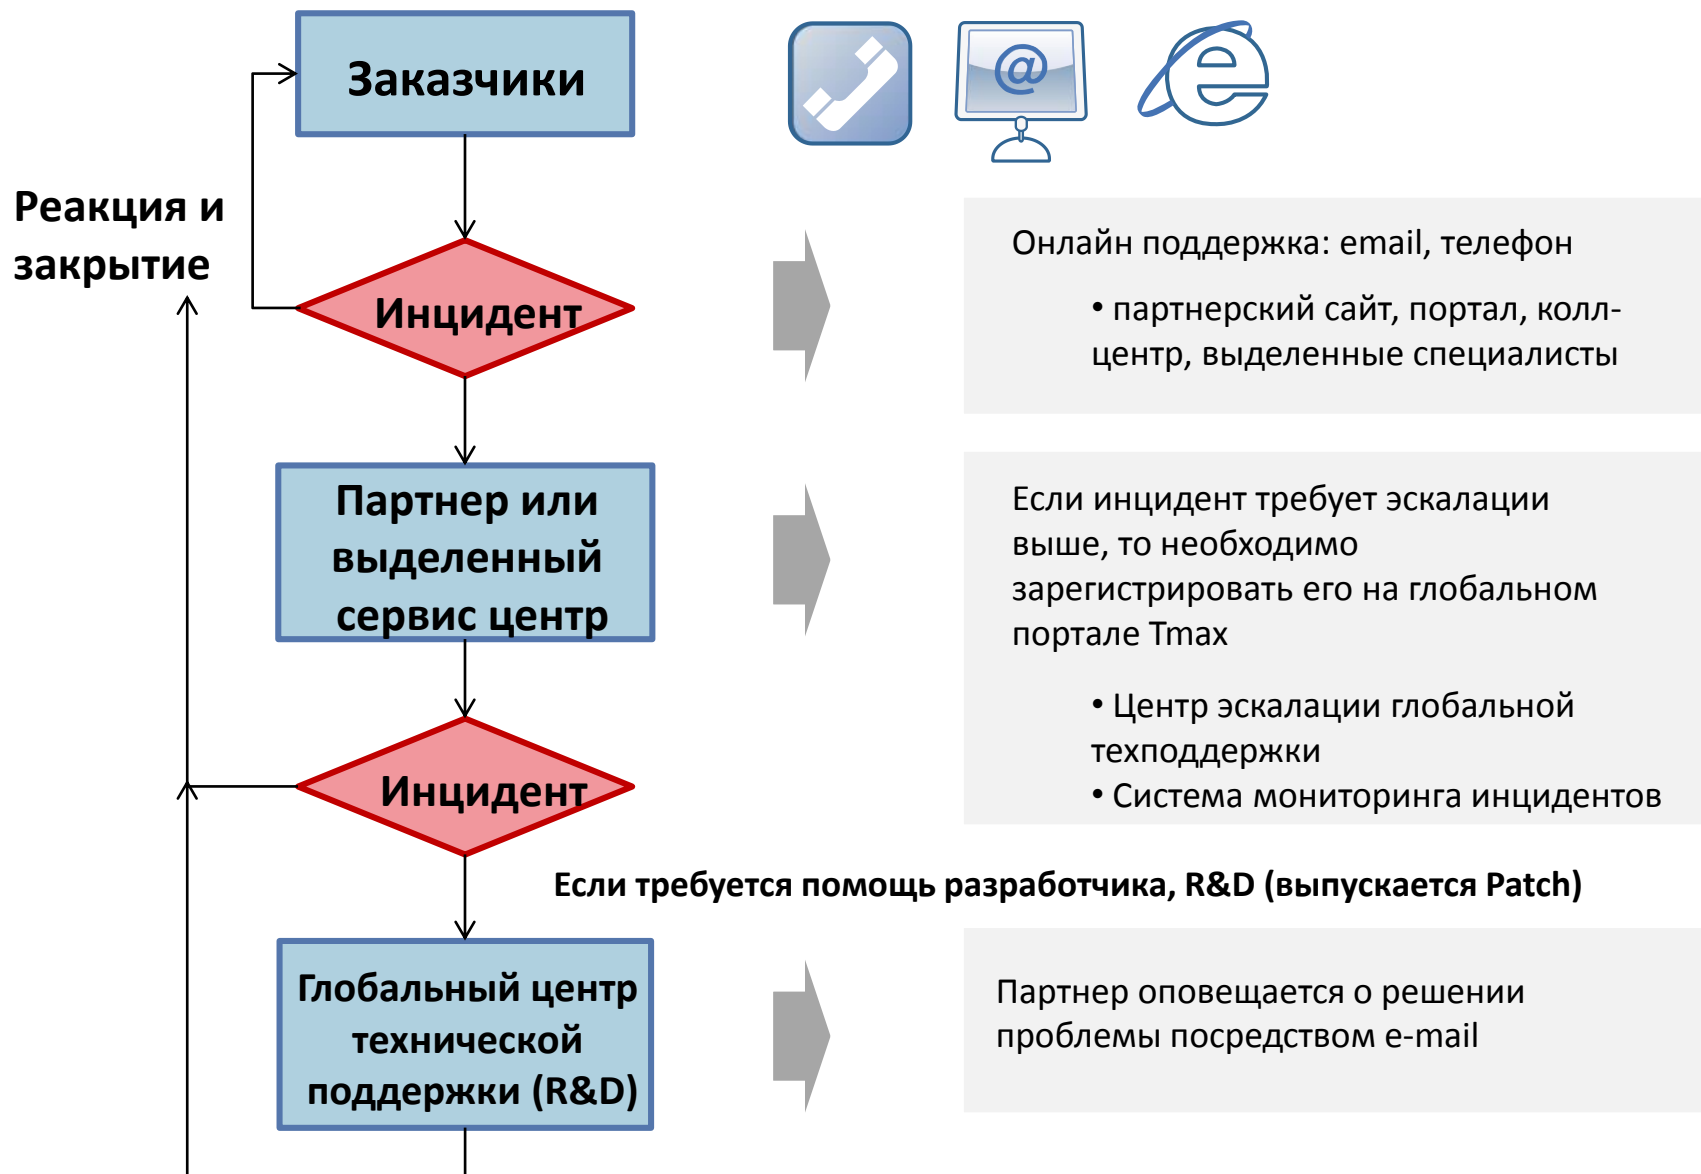 Заказчики
@
Реакция и
закрытие
Инцидент
Онлайн поддержка: email, телефон
• партнерский сайт, портал, колл-
центр, выделенные специалисты
Партнер или
выделенный
сервис центр
Если инцидент требует эскалации
выше, то необходимо
зарегистрировать его на глобальном
портале Tmax
• Центр эскалации глобальной
техподдержки
• Система мониторинга инцидентов
Инцидент
Если требуется помощь разработчика, R&D (выпускается Patch)
Глобальный центр
технической
поддержки (R&D)
Партнер оповещается о решении
проблемы посредством e-mail